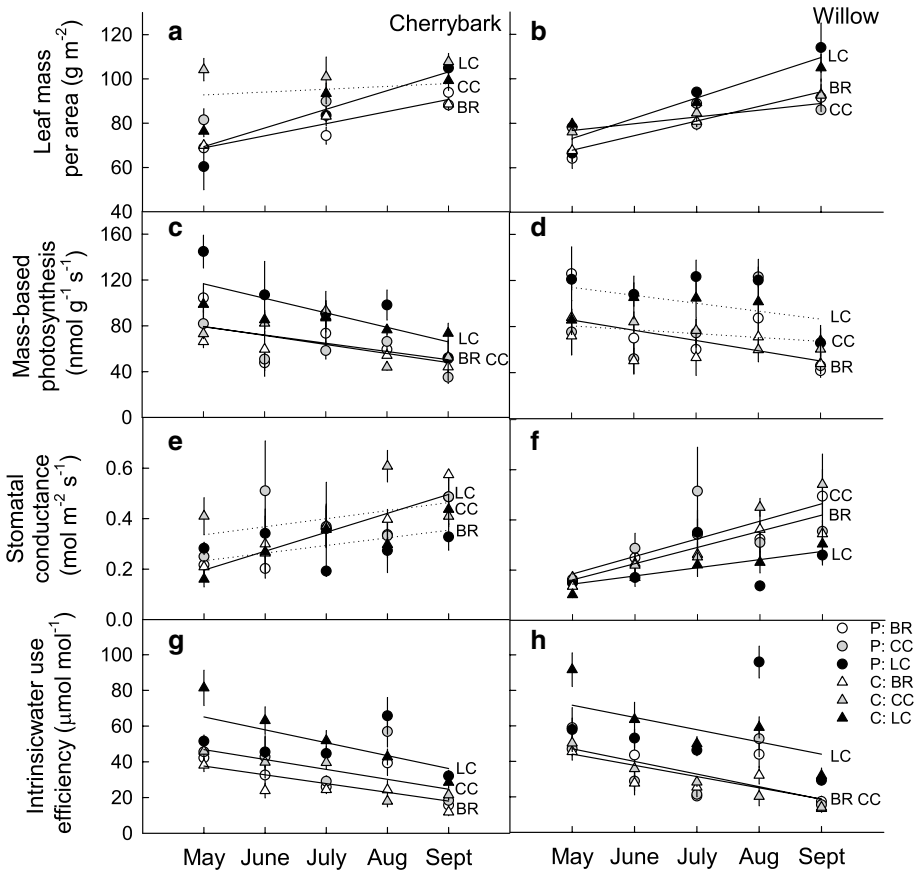 a
Cherrybark
b
Willow
Leaf mass
per area (g m-2)
120
100
80
60
40
LC
CC
BR
LC
BR
CC
c
d
Mass-based
photosynthesis
(nmol g-1 s-1)
160
120
80
40
0
LC
BR CC
LC
CC
BR
e
f
Stomatal
conductance
(mol m-2 s-1)
0.6
0.4
0.2
0.0
LC
CC
BR
CC
BR
LC
g
h
Intrinsicwater use
efficiency (µmol mol-1)
100
80
60
40
20
0
LC
CC
BR
LC
BR CC
P: BR
P: CC
P: LC
C: BR
C: CC
C: LC
May June July Aug Sept
May June July Aug Sept